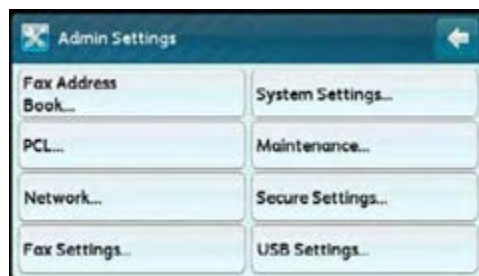 Admin Settings
Fax Address
Book...
System Settings...
PCL...
Maintenance...
Network...
Secure Settings...
Fax Settings...
USB Settings...